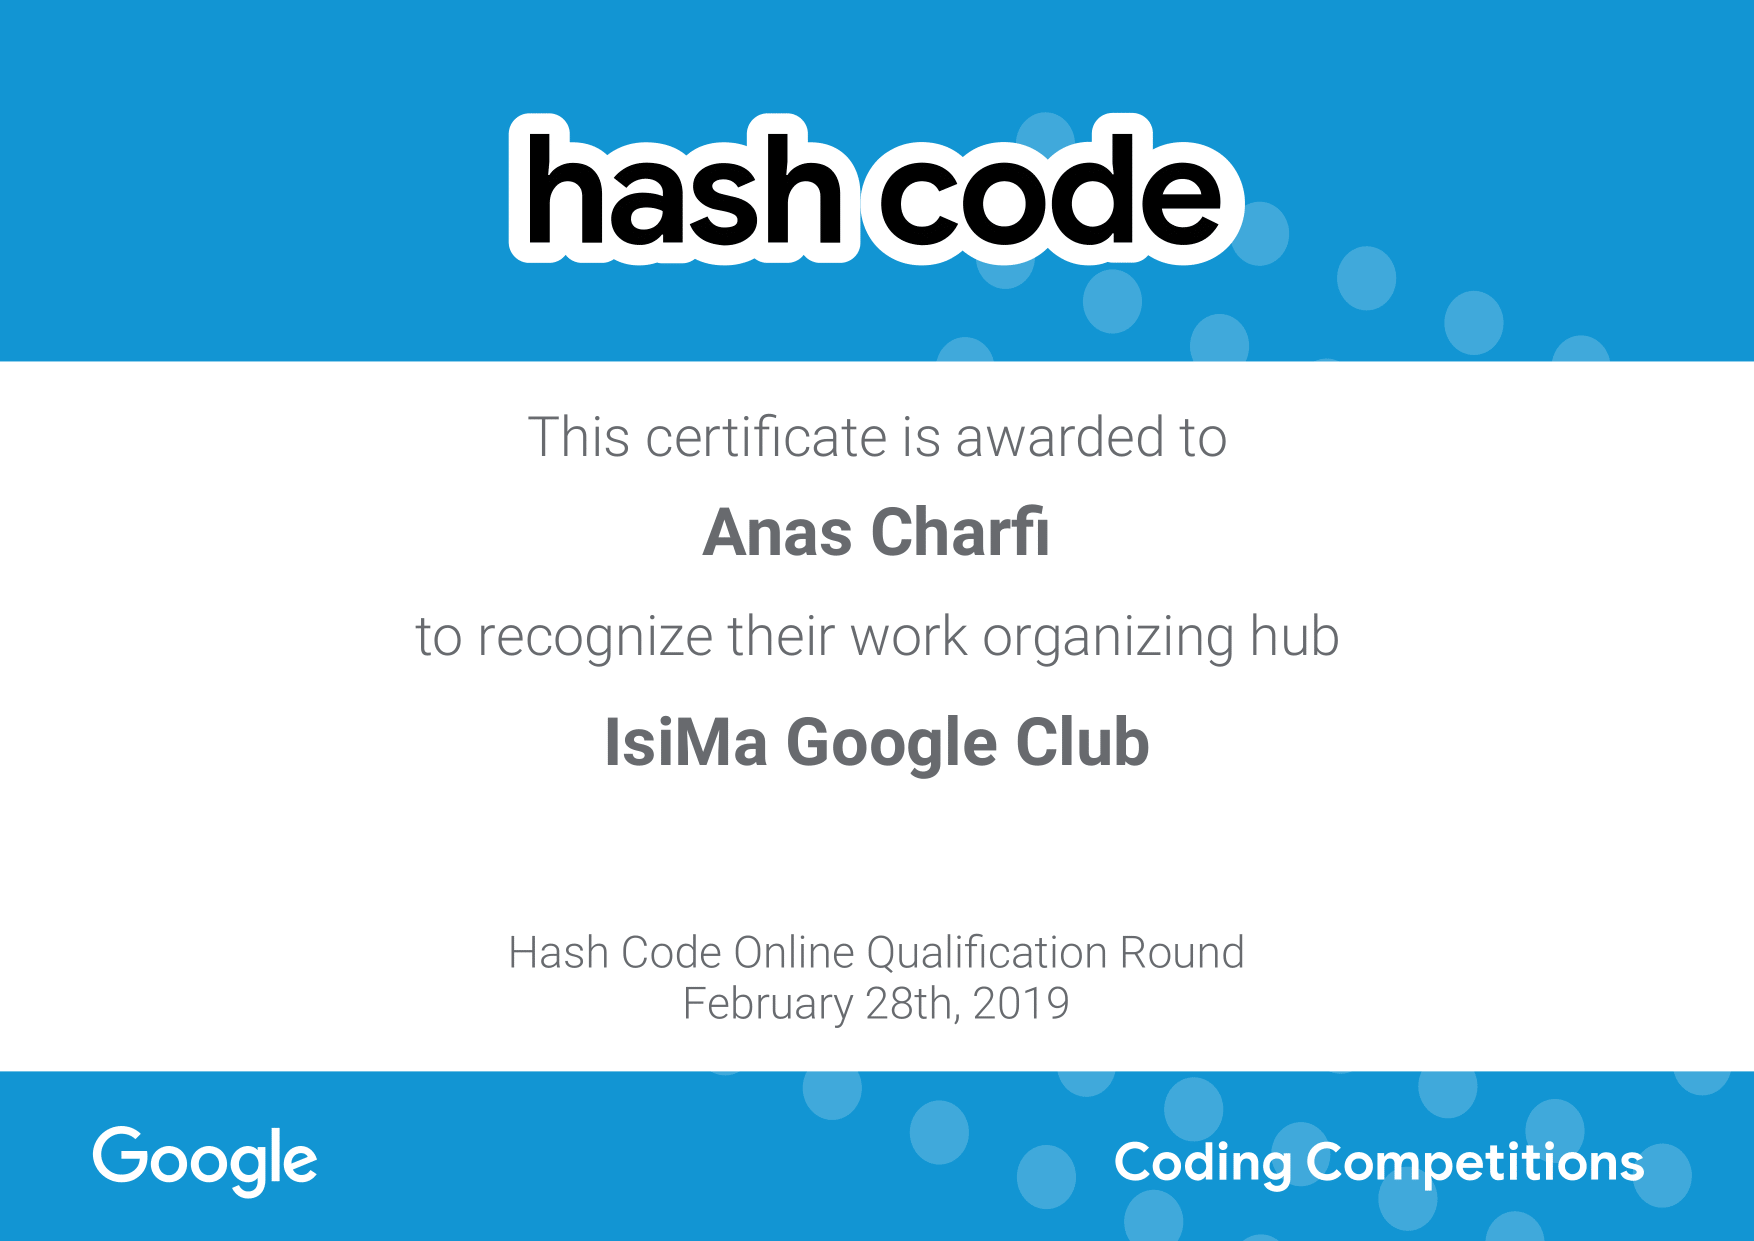 hash code
This certificate is awarded to
Anas Charfi
to recognize their work organizing hub
IsiMa Google Club
Hash Code Online Qualification Round
February 28th, 2019
Google
Coding Competitions